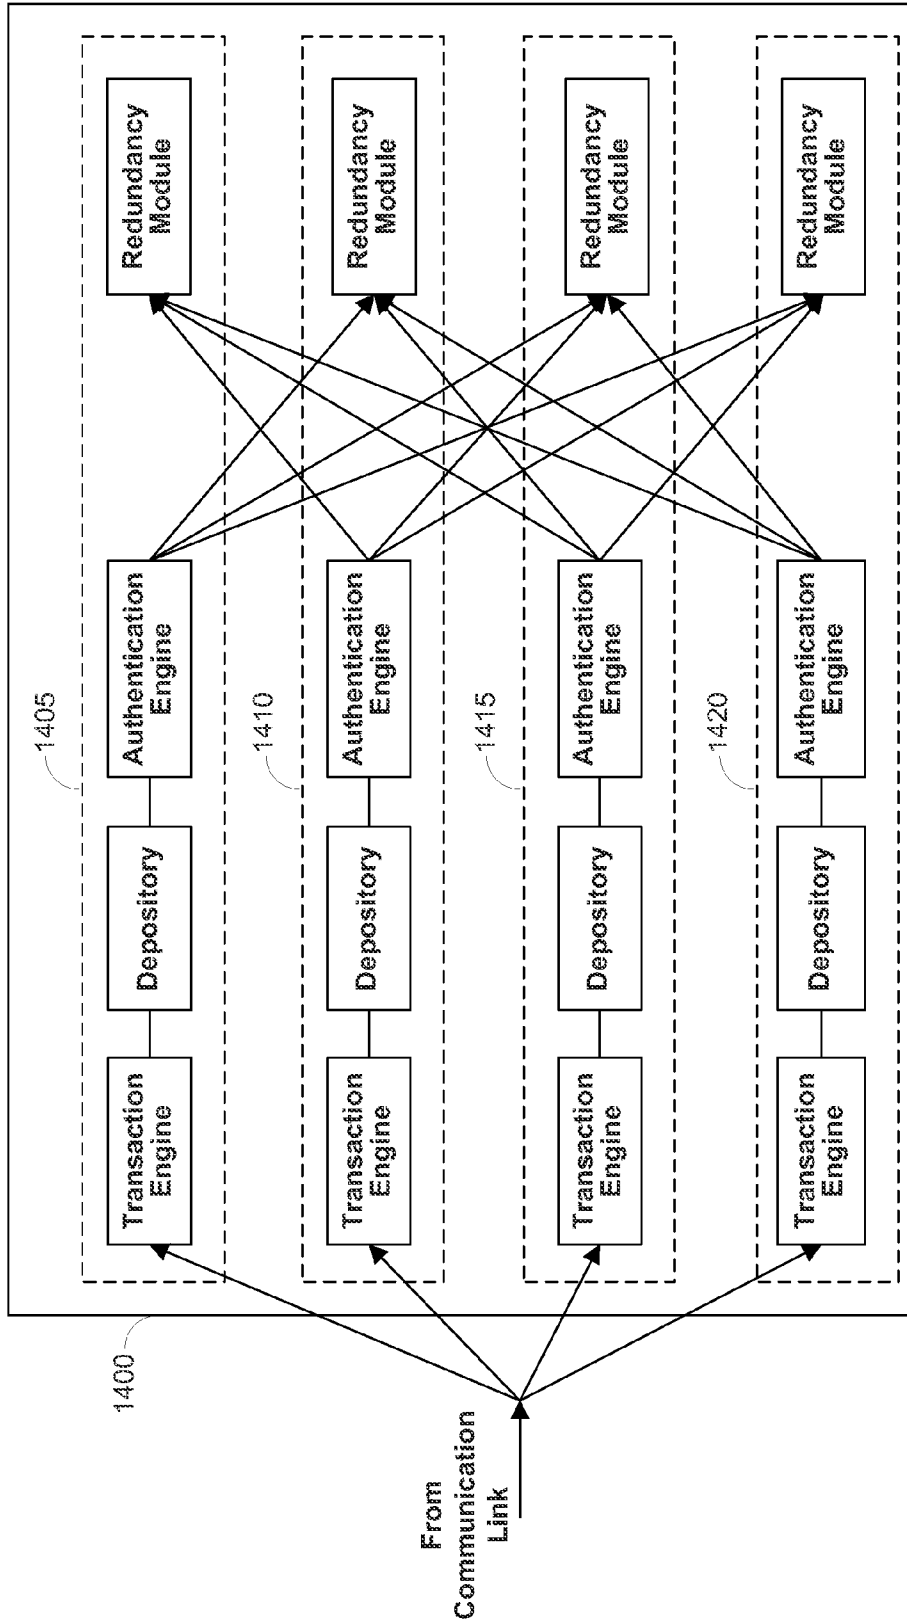 1400
From
Communication
Link
1405
Transaction
Engine
Depository
Authentication
Engine
Redundancy
Module
1410
Transaction
Engine
Depository
Authentication
Engine
Redundancy
Module
1415
Transaction
Engine
Depository
Authentication
Engine
Redundancy
Module
1420
Transaction
Engine
Depository
Authentication
Engine
Redundancy
Module